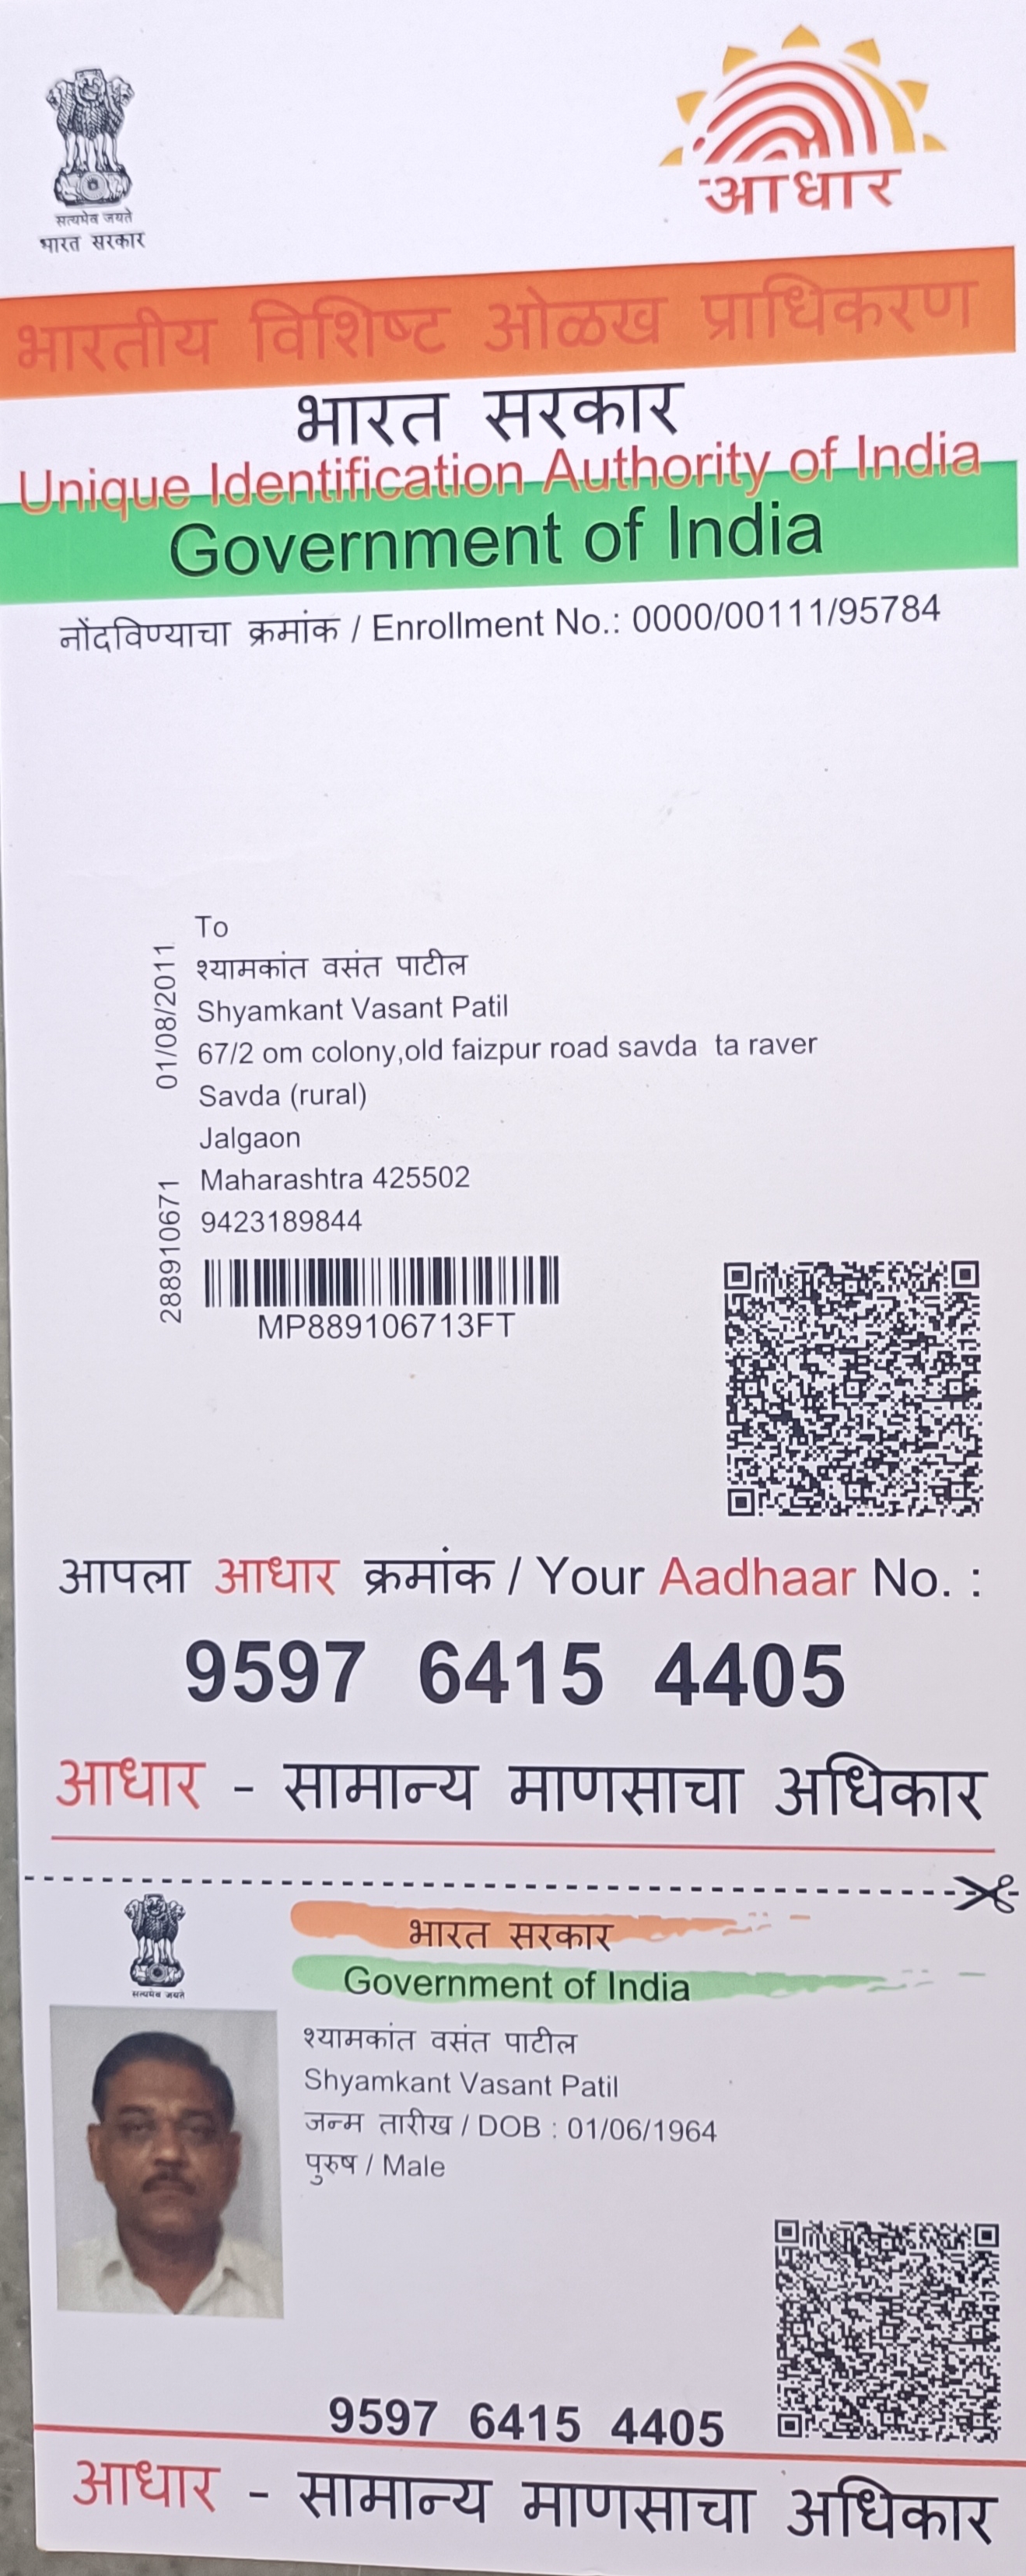 सत्यमेव जयते
भारत सरकार
आधार
भारतीय विशिष्ट ओळख प्राधिकरण
भारत सरकार
Unique Identification Authority of India
Government of India
नोंदविण्याचा क्रमांक / Enrollment No.: 0000/00111/95784
01/08/2011
288910671
To
श्यामकांत वसंत पाटील
Shyamkant Vasant Patil
67/2 om colony,old faizpur road savda ta raver
Savda (rural)
Jalgaon
Maharashtra 425502
9423189844
MP889106713FT
आपला आधार क्रमांक / Your Aadhaar No. :
9597 6415 4405
आधार - सामान्य माणसाचा अधिकार
सत्यमेव जयते
भारत सरकार
Government of India
श्यामकांत वसंत पाटील
Shyamkant Vasant Patil
जन्म तारीख / DOB : 01/06/1964
पुरुष / Male
9597 6415 4405
आधार - सामान्य माणसाचा अधिकार